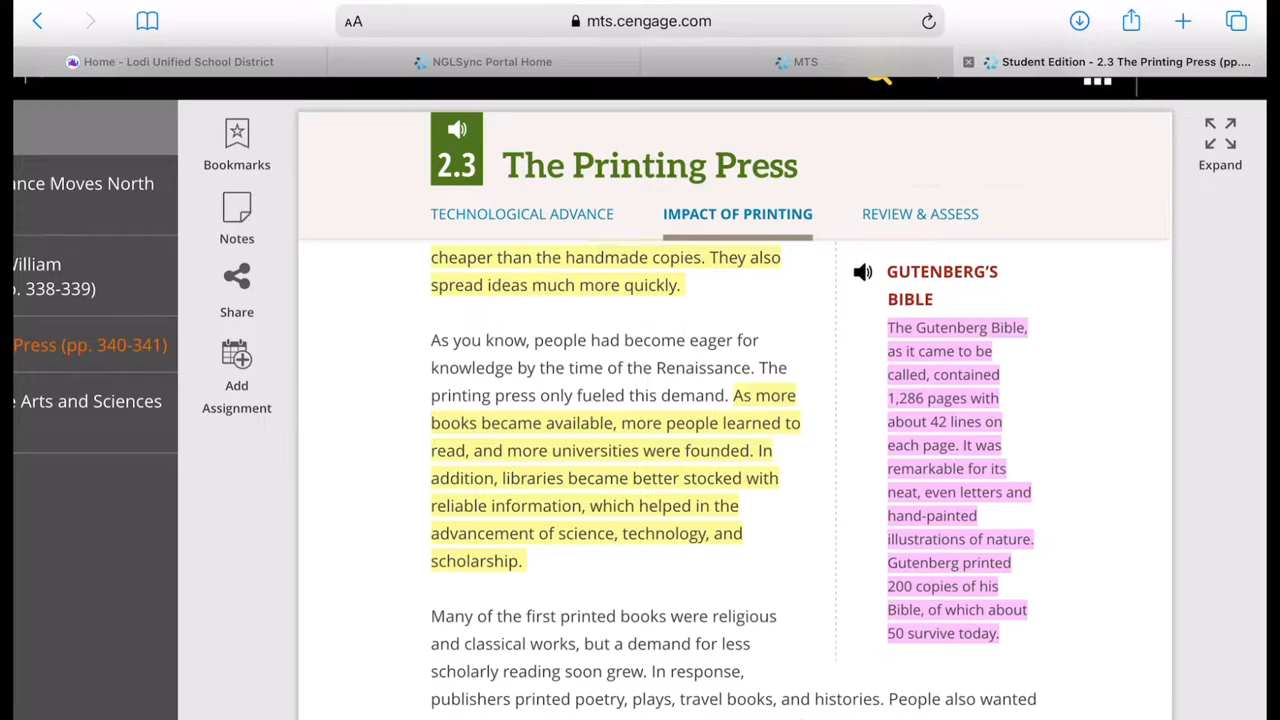 AA
mts.cengage.com
Home - Lodi Unified School District
NGLSync Portal Home
MTS
Student Edition - 2.3 The Printing Press (pp....
ance Moves North
William
p. 338-339)
Press (pp. 340-341)
e Arts and Sciences
Bookmarks
Notes
Share
Add
Assignment
Expand
2.3
The Printing Press
TECHNOLOGICAL ADVANCE
IMPACT OF PRINTING
REVIEW & ASSESS
cheaper than the handmade copies. They also
spread ideas much more quickly.
As you know, people had become eager for
knowledge by the time of the Renaissance. The
printing press only fueled this demand. As more
books became available, more people learned to
read, and more universities were founded. In
addition, libraries became better stocked with
reliable information, which helped in the
advancement of science, technology, and
scholarship.
Many of the first printed books were religious
and classical works, but a demand for less
scholarly reading soon grew. In response,
publishers printed poetry, plays, travel books, and histories. People also wanted
GUTENBERG'S
BIBLE
The Gutenberg Bible,
as it came to be
called, contained
1,286 pages with
about 42 lines on
each page. It was
remarkable for its
neat, even letters and
hand-painted
illustrations of nature.
Gutenberg printed
200 copies of his
Bible, of which about
50 survive today.